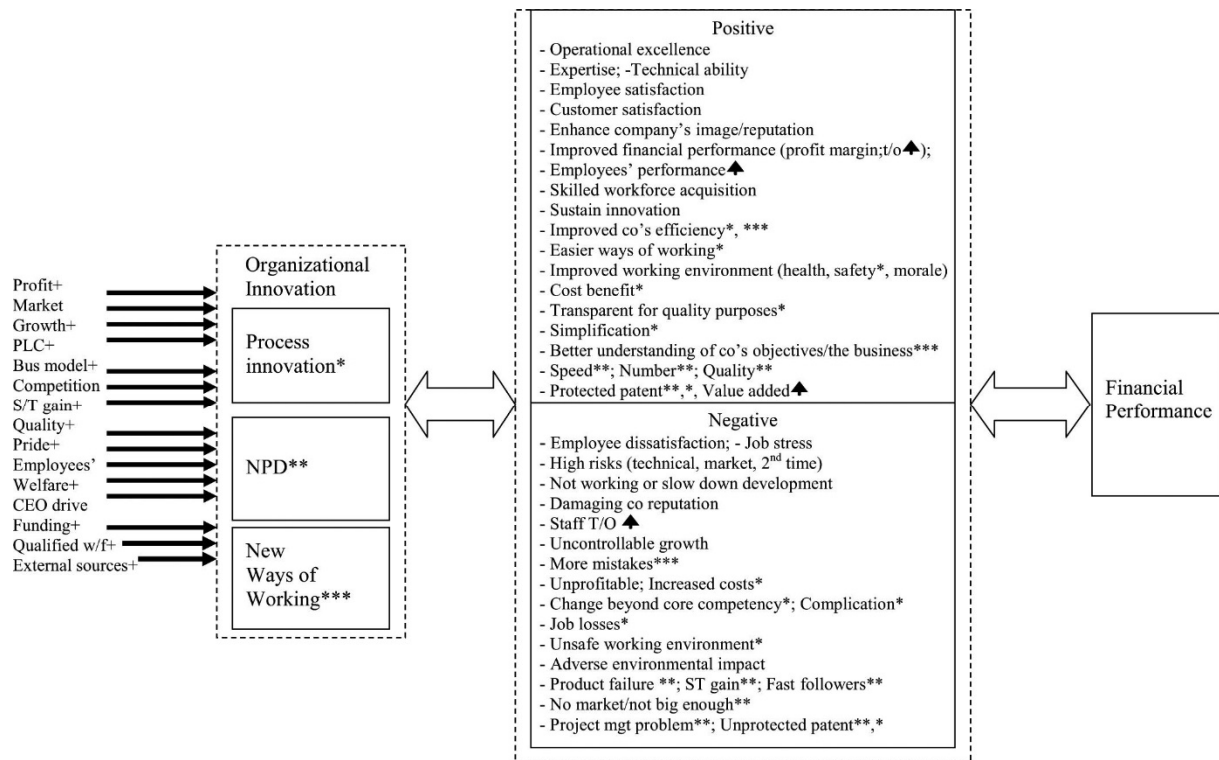 Profit+
Market
Growth+
PLC+
Bus model+
Competition
S/T gain+
Quality+
Pride+
Employees’
Welfare+
CEO drive
Funding+
Qualified w/f+
External sources+
Organizational
Innovation
Process
innovation*
NPD**
New
Ways of
Working***
Positive
- Operational excellence
- Expertise; -Technical ability
- Employee satisfaction
- Customer satisfaction
- Enhance company’s image/reputation
- Improved financial performance (profit margin;t/o🡅);
- Employees’ performance🡅
- Skilled workforce acquisition
- Sustain innovation
- Improved co’s efficiency*, ***
- Easier ways of working*
- Improved working environment (health, safety*, morale)
- Cost benefit*
- Transparent for quality purposes*
- Simplification*
- Better understanding of co’s objectives/the business***
- Speed**; Number**; Quality**
- Protected patent**,*, Value added🡅
Negative
- Employee dissatisfaction; - Job stress
- High risks (technical, market, 2nd time)
- Not working or slow down development
- Damaging co reputation
- Staff T/O 🡅
- Uncontrollable growth
- More mistakes***
- Unprofitable; Increased costs*
- Change beyond core competency*; Complication*
- Job losses*
- Unsafe working environment*
- Adverse environmental impact
- Product failure **; ST gain**; Fast followers**
- No market/not big enough**
- Project mgt problem**; Unprotected patent**,*
Financial
Performance